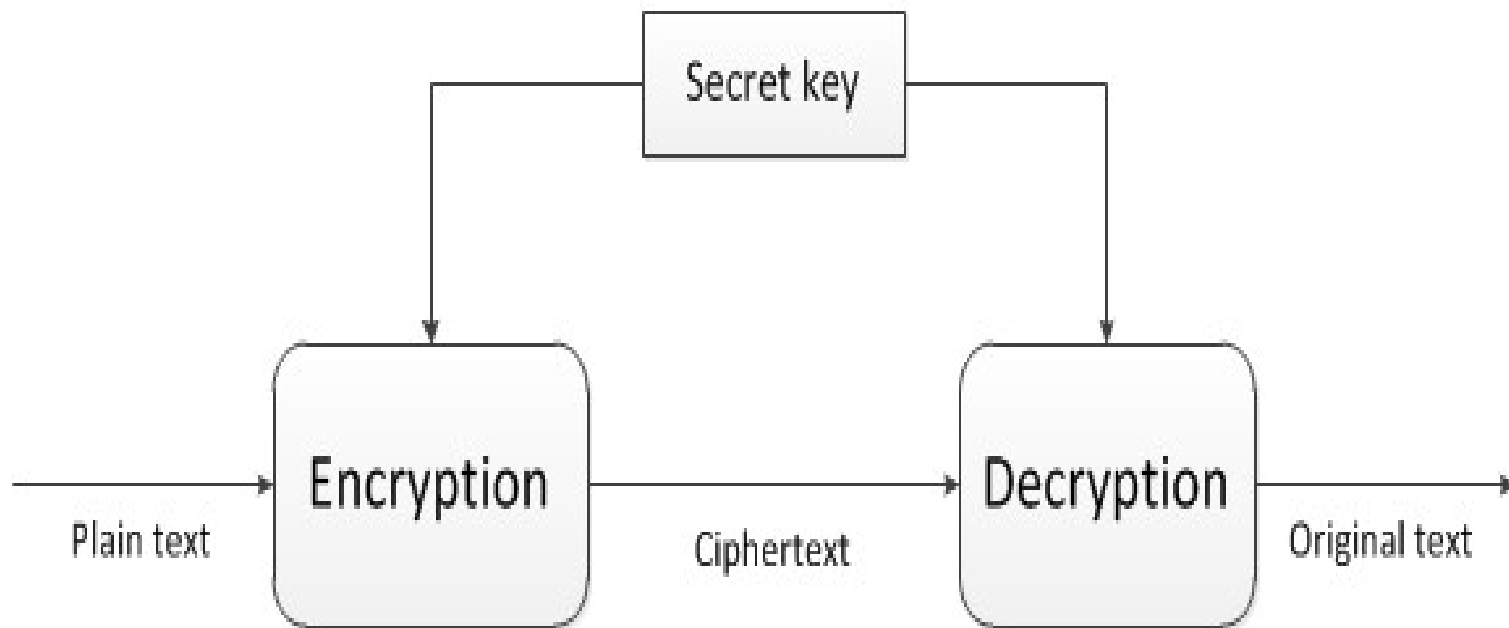 Secret key
Encryption
Decryption
Plain text
Ciphertext
Original text